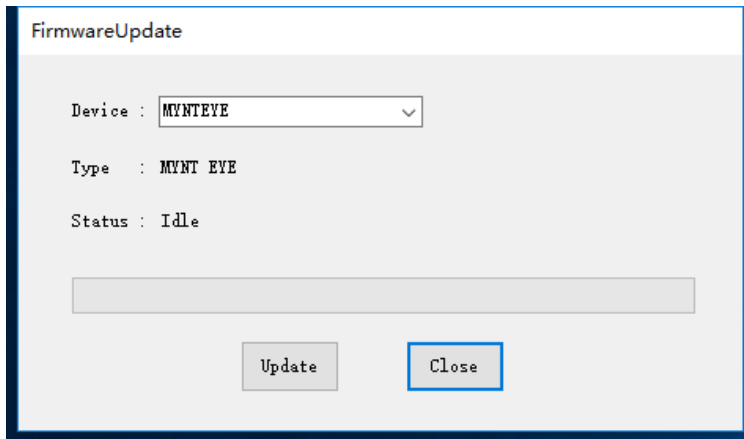 FirmwareUpdate
Device : MYNTEYE
Type : MYNT EYE
Status : Idle
Update Close